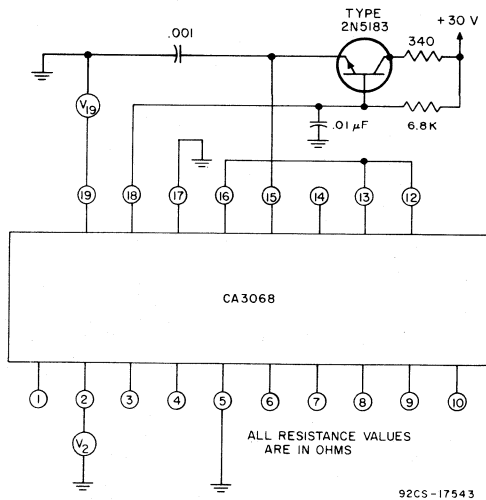 TYPE
2N5183
+30 V
.001
340
V19
.01 µF
6.8K
19 18 17 16 15 14 13 12
CA3068
1 2 3 4 5 6 7 8 9 10
V2
ALL RESISTANCE VALUES
ARE IN OHMS
92CS-17543